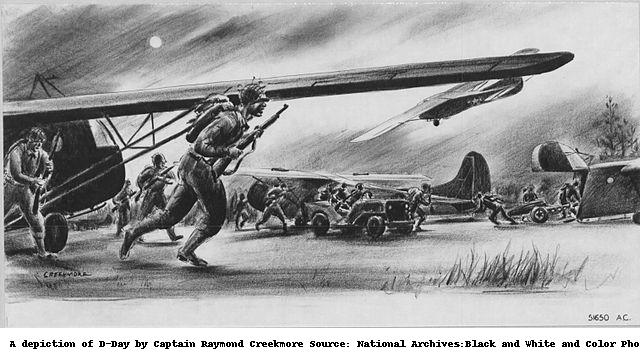 CREEKMORE
51650 AC.
A depiction of D-Day by Captain Raymond Creekmore Source: National Archives:Black and White and Color Pho